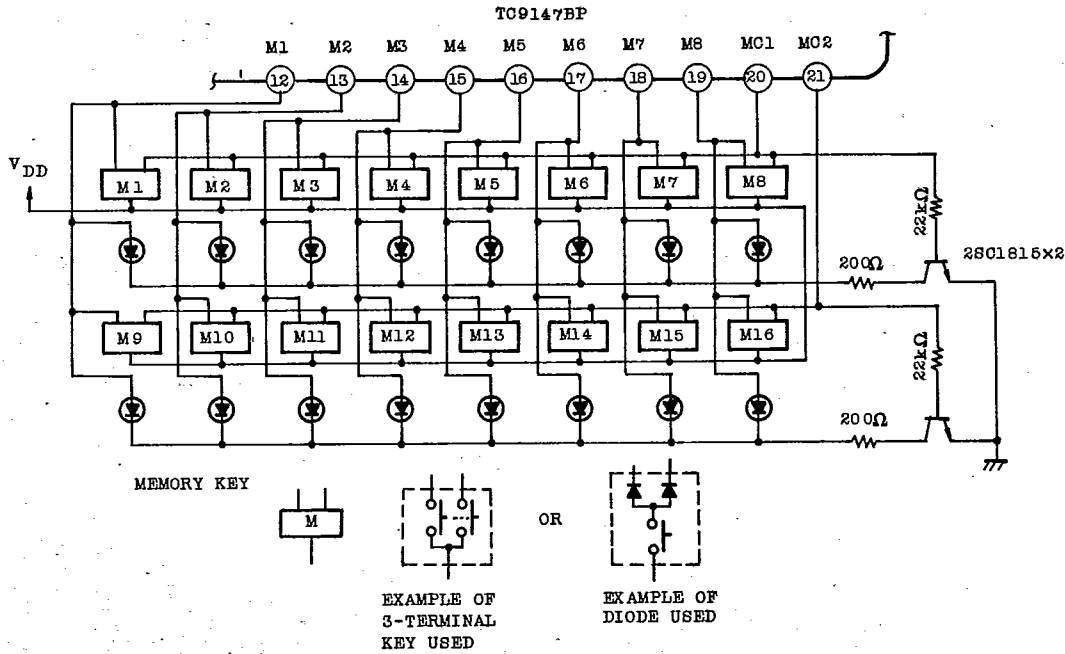 TC9147BP
M1 M2 M3 M4 M5 M6 M7 M8 MC1 MC2
12 13 14 15 16 17 18 19 20 21
VDD
M1 M2 M3 M4 M5 M6 M7 M8
22kΩ
2SC1815×2
200Ω
M9 M10 M11 M12 M13 M14 M15 M16
22kΩ
200Ω
MEMORY KEY
M
OR
EXAMPLE OF
3-TERMINAL
KEY USED
EXAMPLE OF
DIODE USED